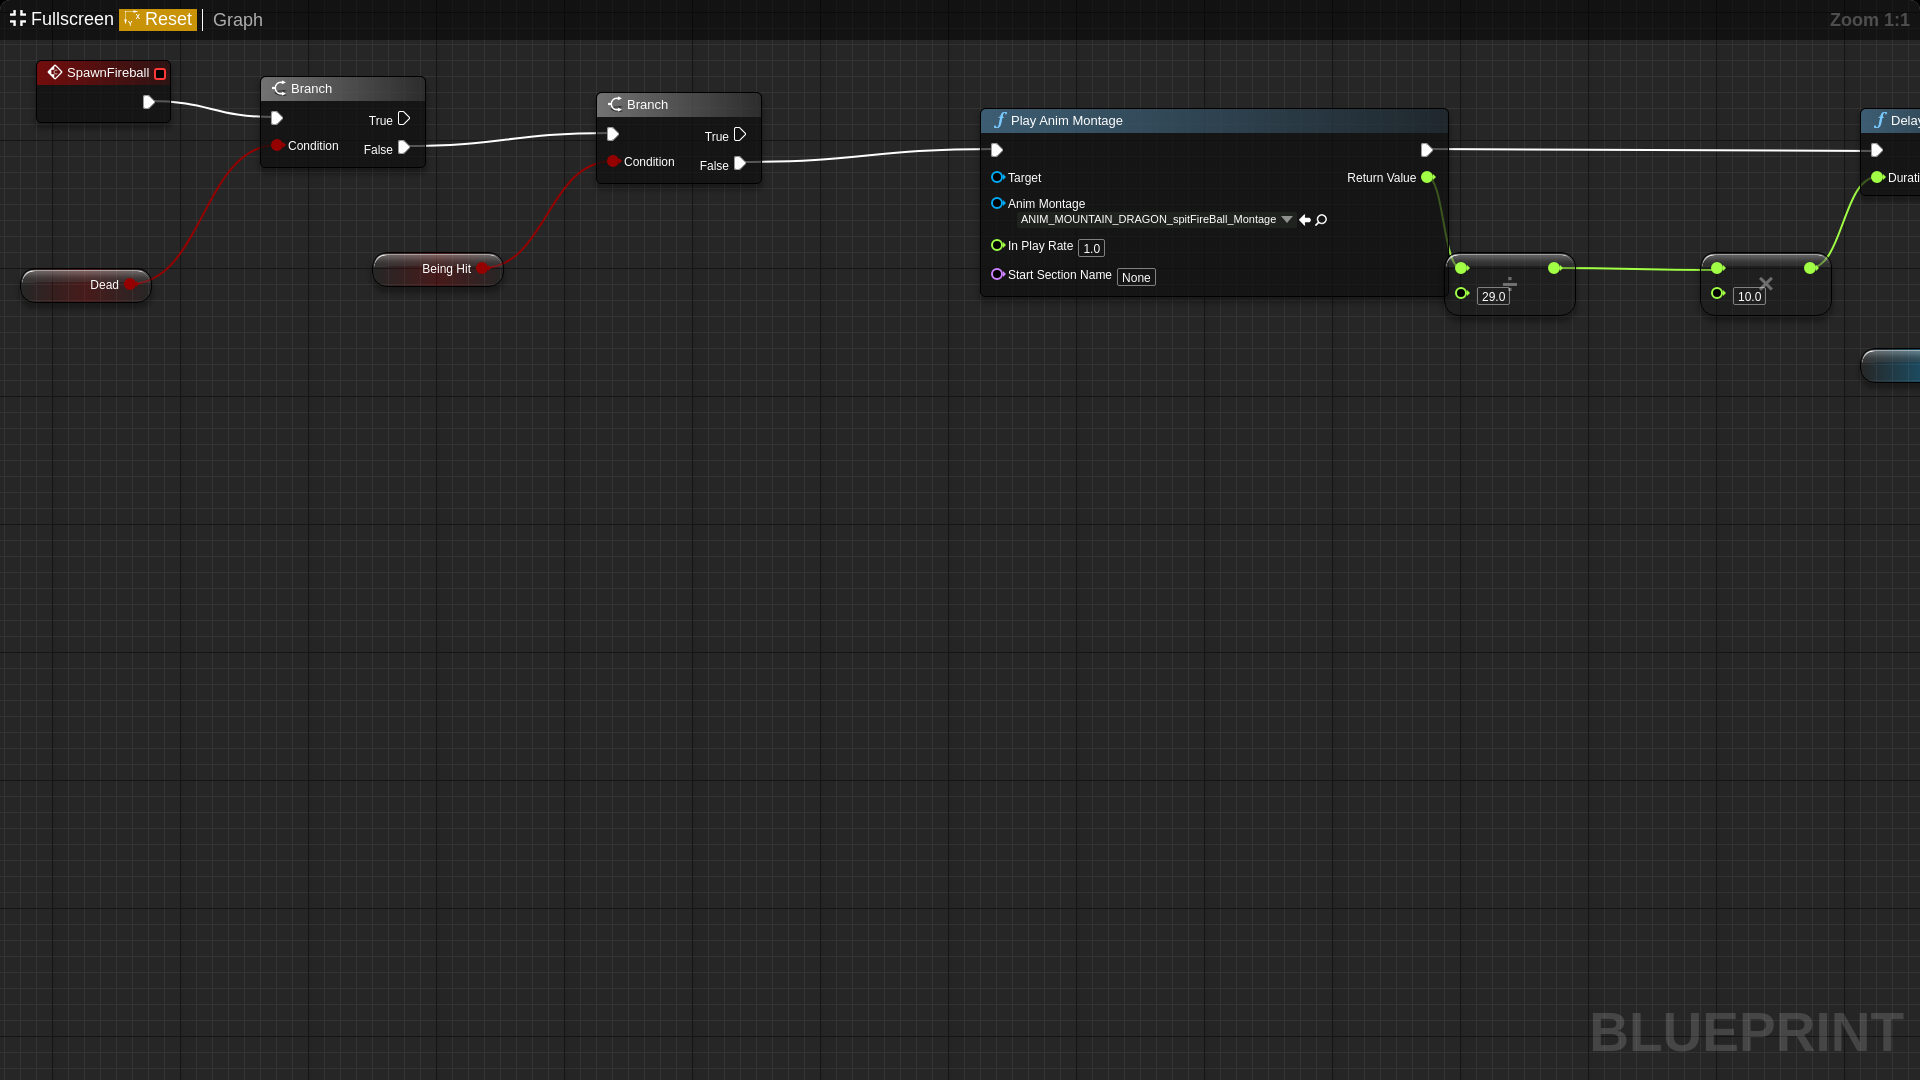 Fullscreen Reset Graph
Zoom 1:1
SpawnFireball
Branch
True
Condition
False
Dead
Branch
True
Condition
False
Being Hit
Play Anim Montage
Target
Return Value
Anim Montage
ANIM_MOUNTAIN_DRAGON_spitFireBall_Montage
In Play Rate 1.0
Start Section Name None
÷
29.0
×
10.0
Delay
Durati
BLUEPRINT